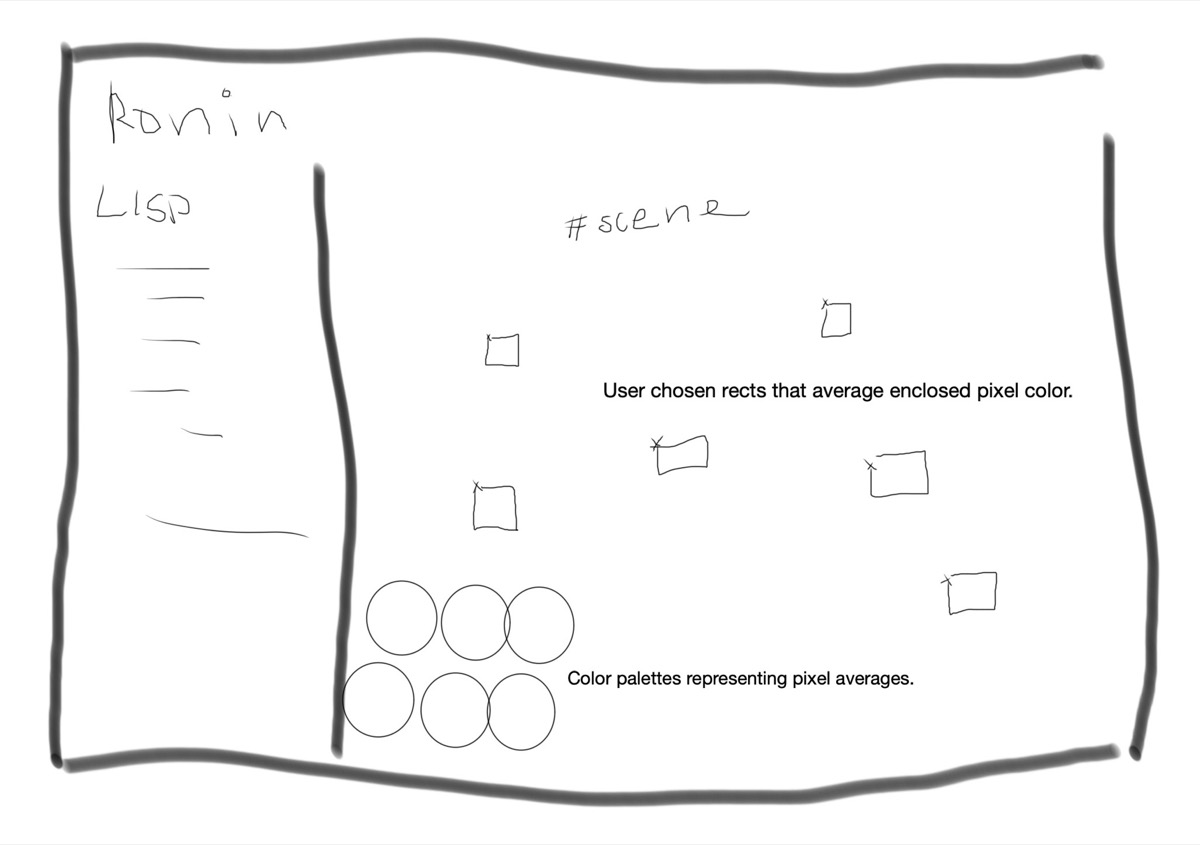 Ronin
LISP
#scene
User chosen rects that average enclosed pixel color.
Color palettes representing pixel averages.